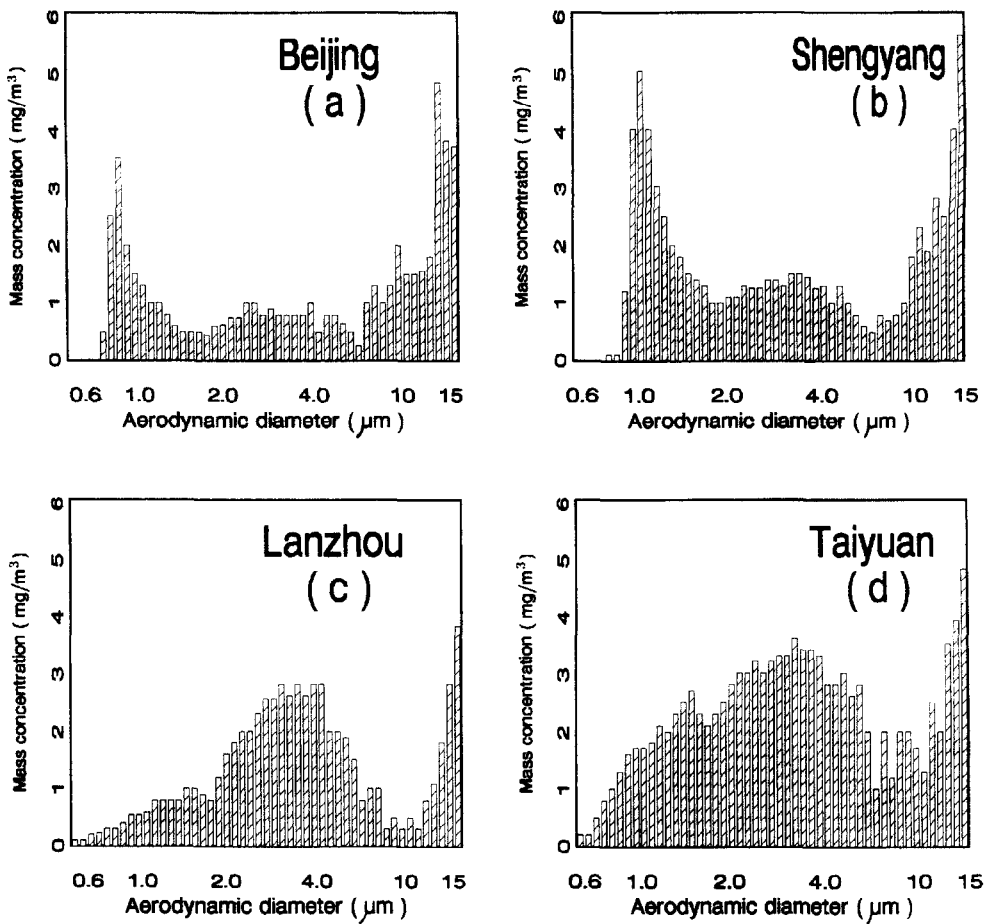 Beijing
( a )
Mass concentration ( mg/m³ )
6
5
4
3
2
1
0
0.6 1.0 2.0 4.0 10 15
Aerodynamic diameter ( μm )
Shengyang
( b )
Mass concentration ( mg/m³ )
6
5
4
3
2
1
0
0.6 1.0 2.0 4.0 10 15
Aerodynamic diameter ( μm )
Lanzhou
( c )
Mass concentration ( mg/m³ )
6
5
4
3
2
1
0
0.6 1.0 2.0 4.0 10 15
Aerodynamic diameter ( μm )
Taiyuan
( d )
Mass concentration ( mg/m³ )
6
5
4
3
2
1
0
0.6 1.0 2.0 4.0 10 15
Aerodynamic diameter ( μm )